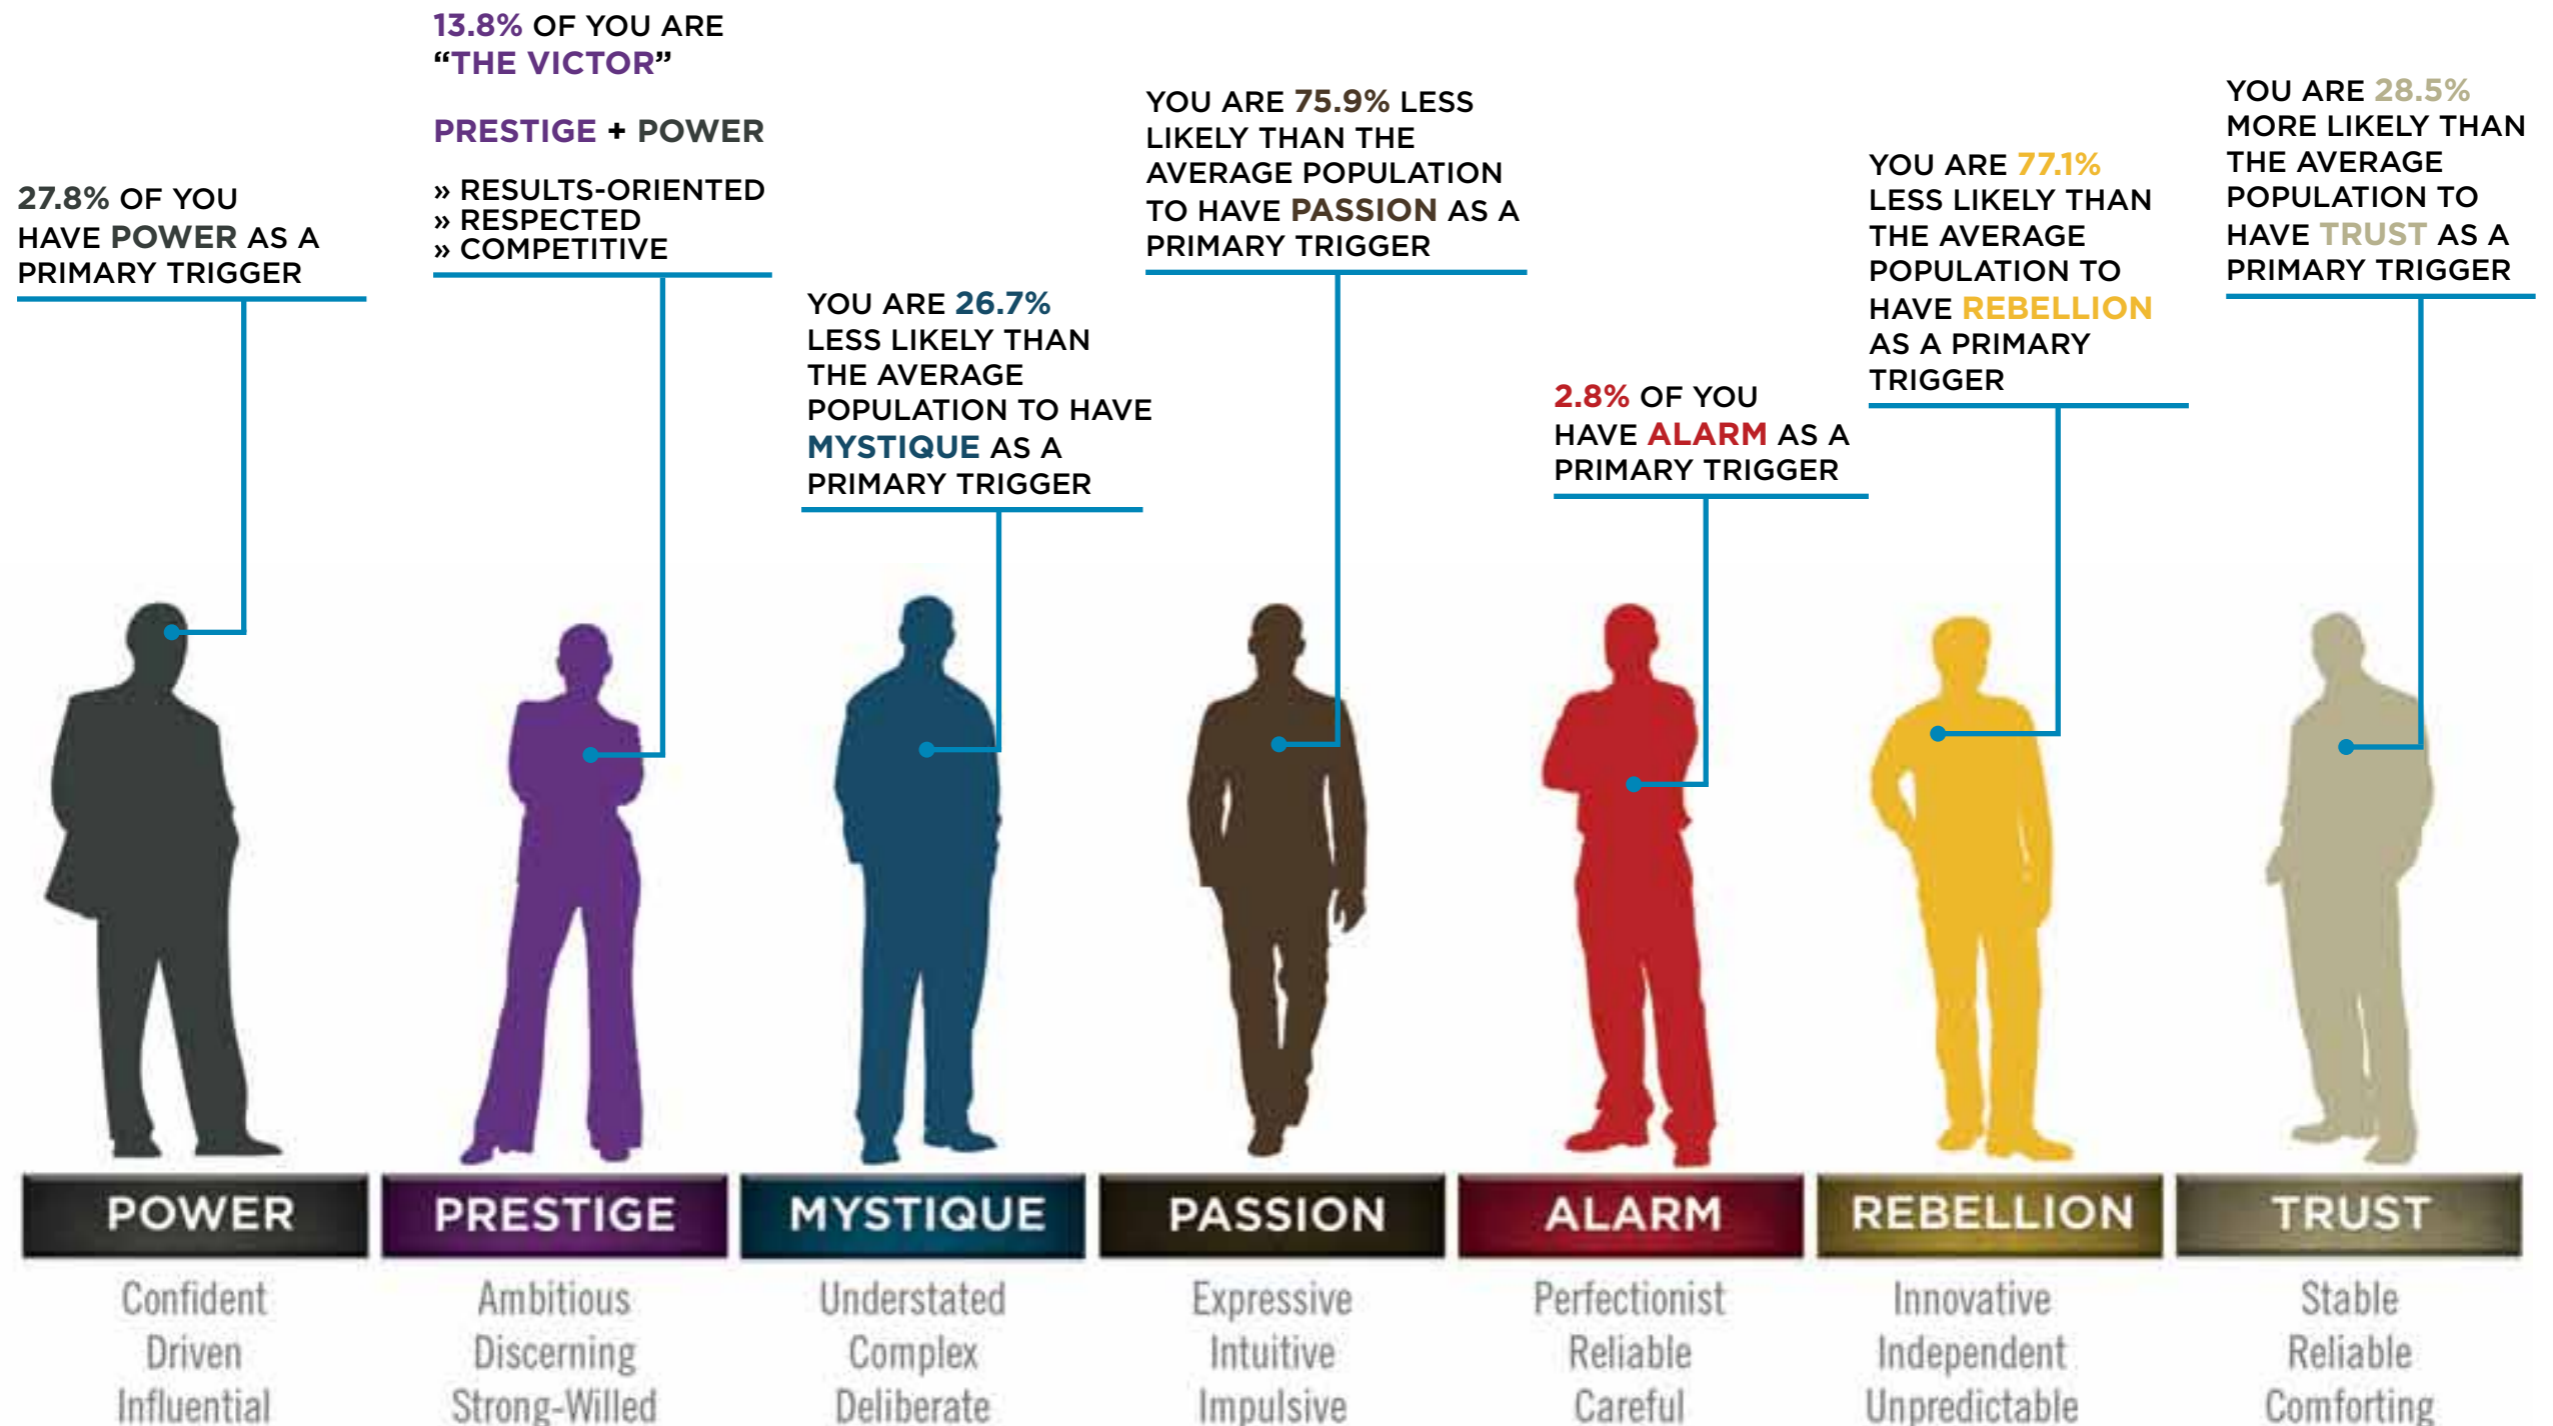 27.8% OF YOU
HAVE POWER AS A
PRIMARY TRIGGER
13.8% OF YOU ARE
“THE VICTOR”
PRESTIGE + POWER
» RESULTS-ORIENTED
» RESPECTED
» COMPETITIVE
YOU ARE 26.7%
LESS LIKELY THAN
THE AVERAGE
POPULATION TO HAVE
MYSTIQUE AS A
PRIMARY TRIGGER
YOU ARE 75.9% LESS
LIKELY THAN THE
AVERAGE POPULATION
TO HAVE PASSION AS A
PRIMARY TRIGGER
2.8% OF YOU
HAVE ALARM AS A
PRIMARY TRIGGER
YOU ARE 77.1%
LESS LIKELY THAN
THE AVERAGE
POPULATION TO
HAVE REBELLION
AS A PRIMARY
TRIGGER
YOU ARE 28.5%
MORE LIKELY THAN
THE AVERAGE
POPULATION TO
HAVE TRUST AS A
PRIMARY TRIGGER
POWER
Confident
Driven
Influential
PRESTIGE
Ambitious
Discerning
Strong-Willed
MYSTIQUE
Understated
Complex
Deliberate
PASSION
Expressive
Intuitive
Impulsive
ALARM
Perfectionist
Reliable
Careful
REBELLION
Innovative
Independent
Unpredictable
TRUST
Stable
Reliable
Comforting